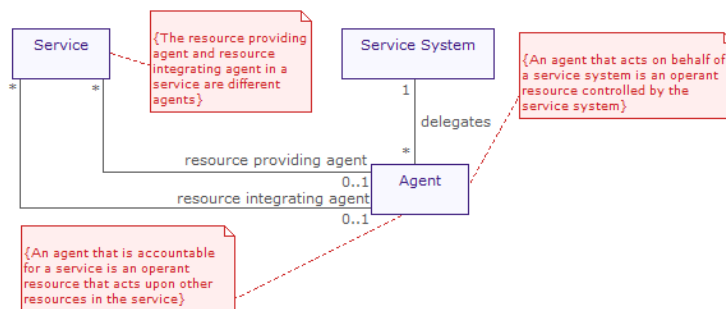 Service
{The resource providing
agent and resource
integrating agent in a
service are different
agents}
Service System
{An agent that acts on behalf of
a service system is an operant
resource controlled by the
service system}
*
*
1
delegates
*
resource providing agent
0..1
Agent
resource integrating agent
0..1
{An agent that is accountable
for a service is an operant
resource that acts upon other
resources in the service}